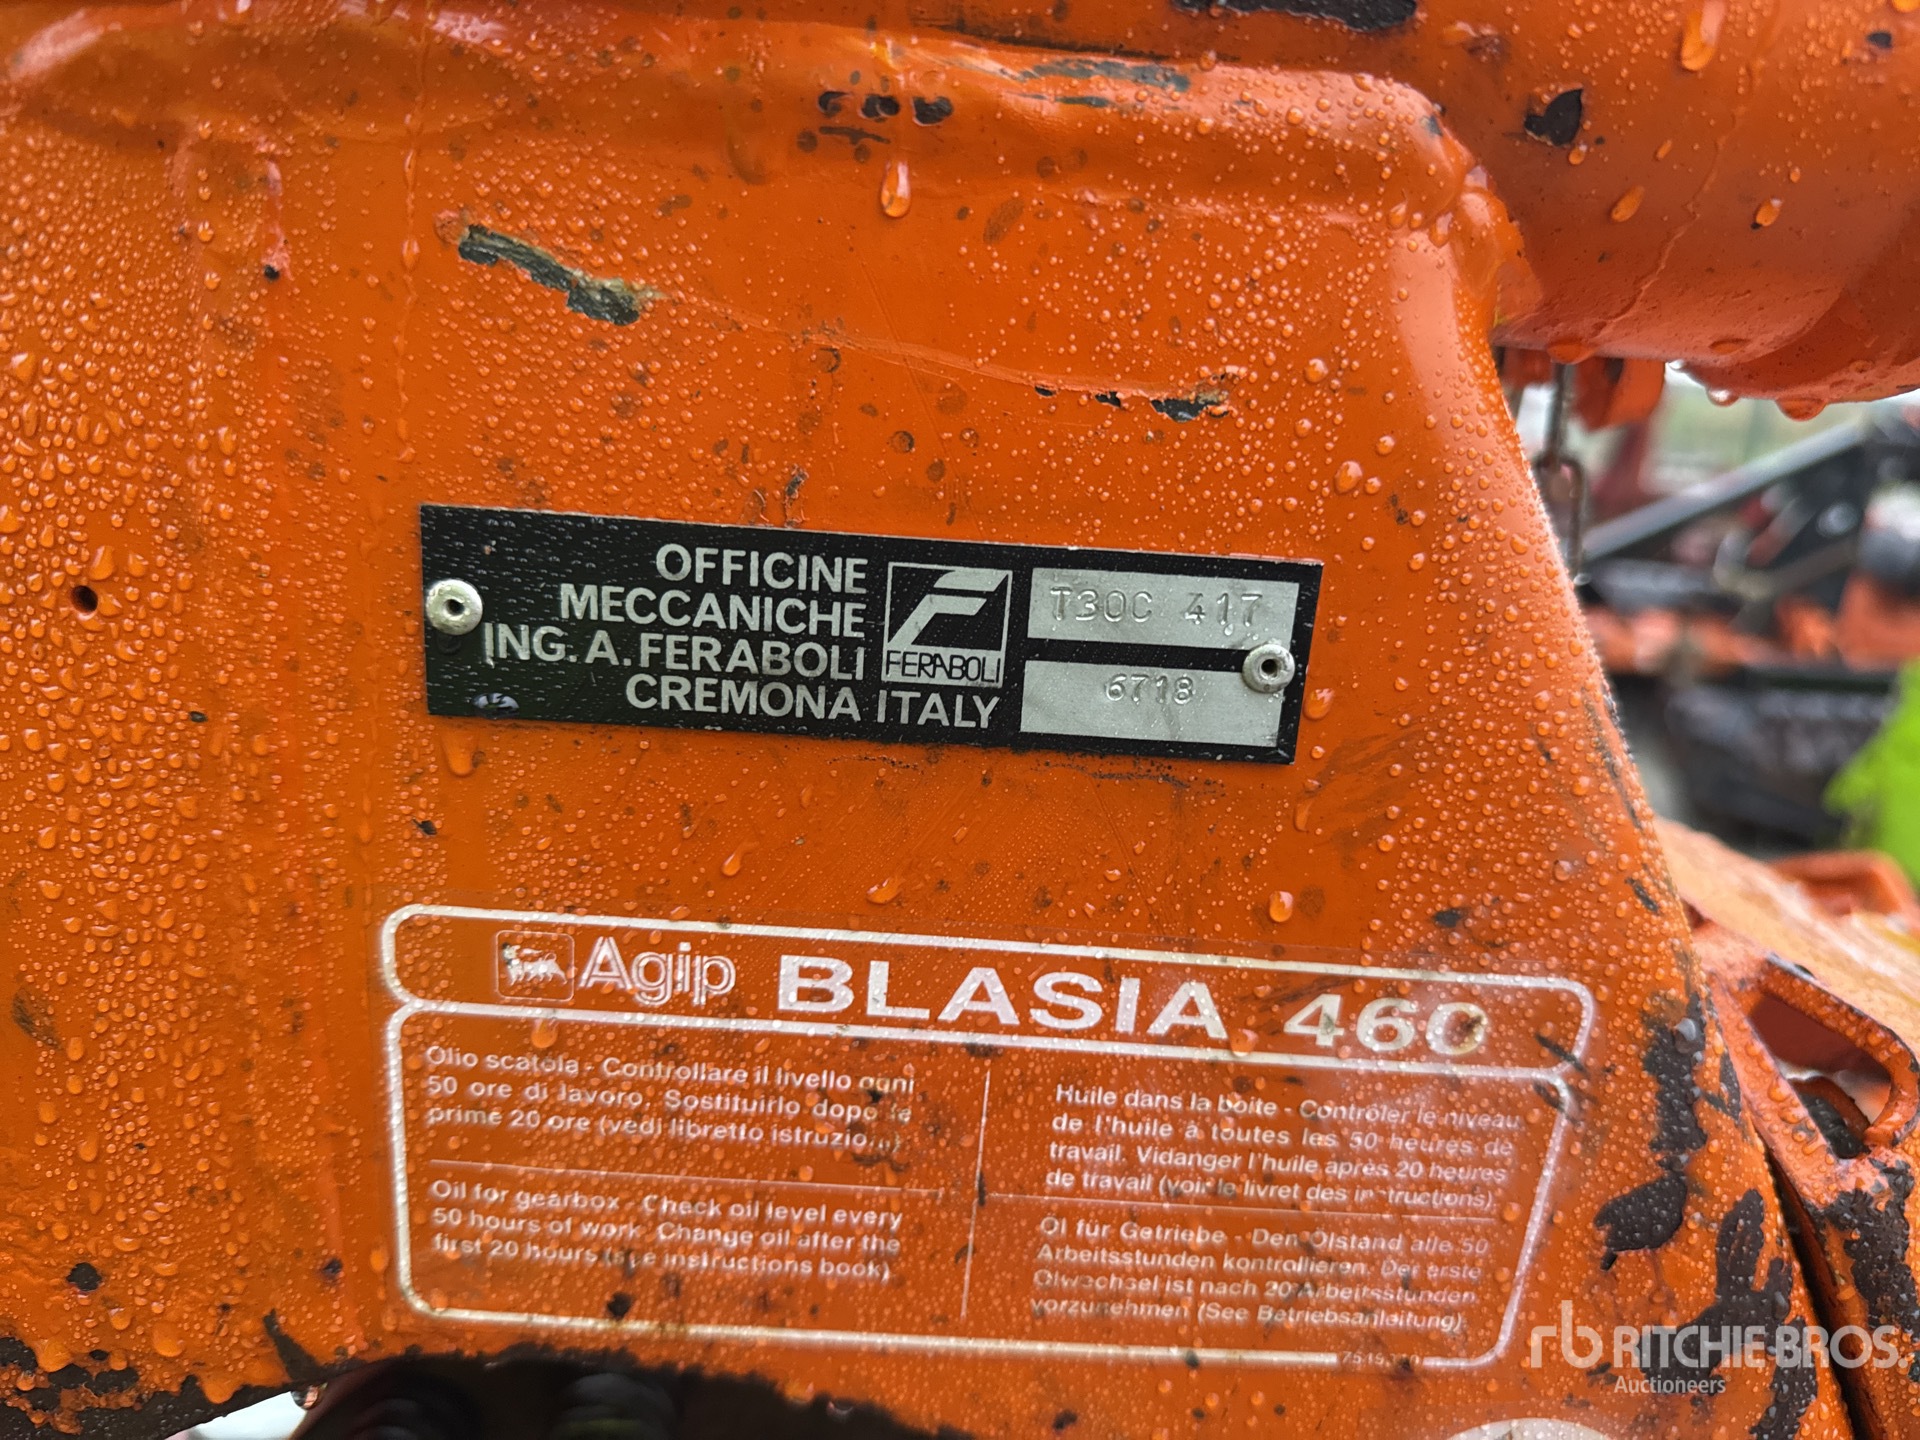 OFFICINE
MECCANICHE
ING. A. FERABOLI
CREMONA ITALY
FERABOLI
T30C 417
6718
Agip BLASIA 460
Olio scatola - Controllare il livello ogni
50 ore di lavoro. Sostituirlo dopo le
prime 20 ore (vedi libretto istruzioni)
Oil for gearbox - Check oil level every
50 hours of work. Change oil after the
first 20 hours (see instructions book)
Huile dans la boite - Contrôler le niveau
de l'huile à toutes les 50 heures de
travail. Vidanger l'huile après 20 heures
de travail (voir le livret des instructions)
Öl für Getriebe - Den Ölstand alle 50
Arbeitsstunden kontrollieren. Der erste
Ölwechsel ist nach 20 Arbeitsstunden
vorzunehmen (See Betriebsanleitung)
rb RITCHIE BROS.
Auctioneers